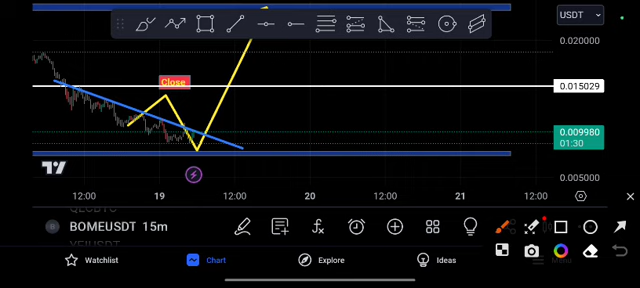 USDT
0.020000
Close
0.015029
0.009980
01:30
0.005000
12:00 19 12:00 20 12:00 21 12:00
BOMEUSDT 15m
Watchlist Chart Explore Ideas